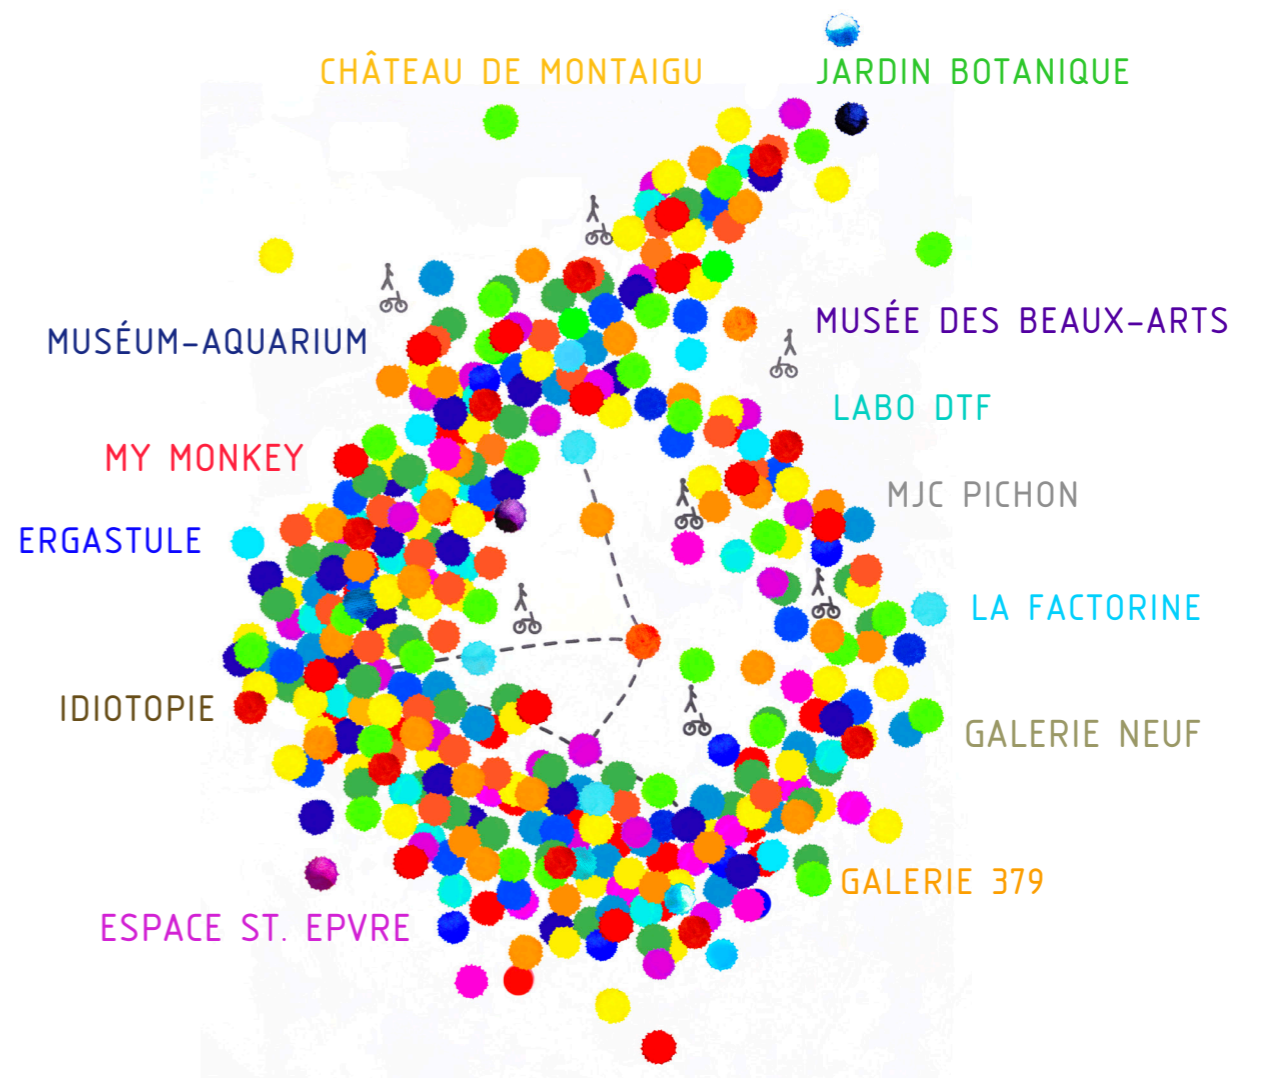 CHÂTEAU DE MONTAIGU
JARDIN BOTANIQUE
MUSÉUM-AQUARIUM
MUSÉE DES BEAUX-ARTS
LABO DTF
MY MONKEY
MJC PICHON
ERGASTULE
LA FACTORINE
IDIOTOPIE
GALERIE NEUF
GALERIE 379
ESPACE ST. EPVRE